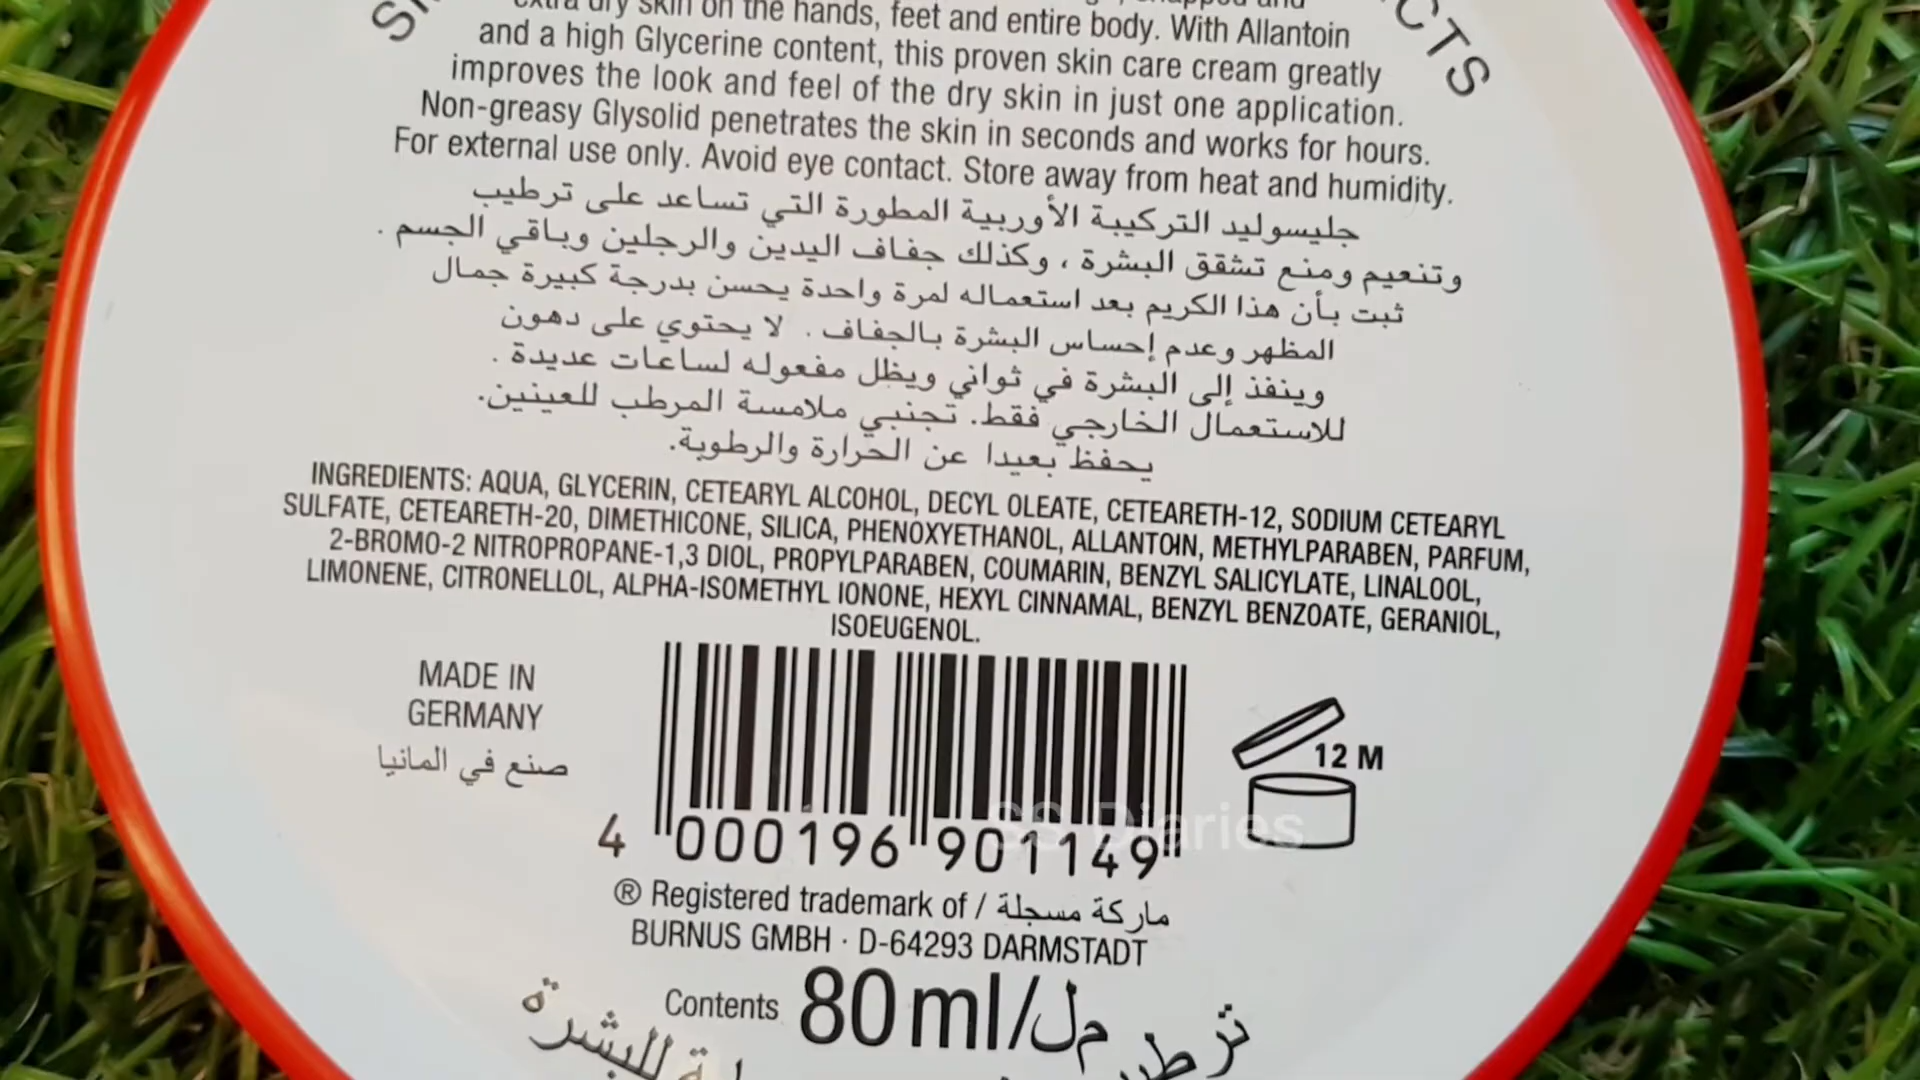 extra dry skin on the hands, feet and entire body. With Allantoin
and a high Glycerine content, this proven skin care cream greatly
improves the look and feel of the dry skin in just one application.
Non-greasy Glysolid penetrates the skin in seconds and works for hours.
For external use only. Avoid eye contact. Store away from heat and humidity.
جليسوليد التركيبة الأوربية المطورة التي تساعد على ترطيب
وتنعيم ومنع تشقق البشرة ، وكذلك جفاف اليدين والرجلين وباقي الجسم .
ثبت بأن هذا الكريم بعد استعماله لمرة واحدة يحسن بدرجة كبيرة جمال
المظهر وعدم إحساس البشرة بالجفاف . لا يحتوي على دهون
وينفذ إلى البشرة في ثواني ويظل مفعوله لساعات عديدة .
للاستعمال الخارجي فقط. تجنبي ملامسة المرطب للعينين.
يحفظ بعيدا عن الحرارة والرطوبة.
INGREDIENTS: AQUA, GLYCERIN, CETEARYL ALCOHOL, DECYL OLEATE, CETEARETH-12, SODIUM CETEARYL
SULFATE, CETEARETH-20, DIMETHICONE, SILICA, PHENOXYETHANOL, ALLANTOIN, METHYLPARABEN, PARFUM,
2-BROMO-2 NITROPROPANE-1,3 DIOL, PROPYLPARABEN, COUMARIN, BENZYL SALICYLATE, LINALOOL,
LIMONENE, CITRONELLOL, ALPHA-ISOMETHYL IONONE, HEXYL CINNAMAL, BENZYL BENZOATE, GERANIOL,
ISOEUGENOL.
MADE IN
GERMANY
صنع في المانيا
12 M
4 000196 901149
SS Diaries
® Registered trademark of / ماركة مسجلة
BURNUS GMBH · D-64293 DARMSTADT
Contents 80 ml/مل
للبشرة